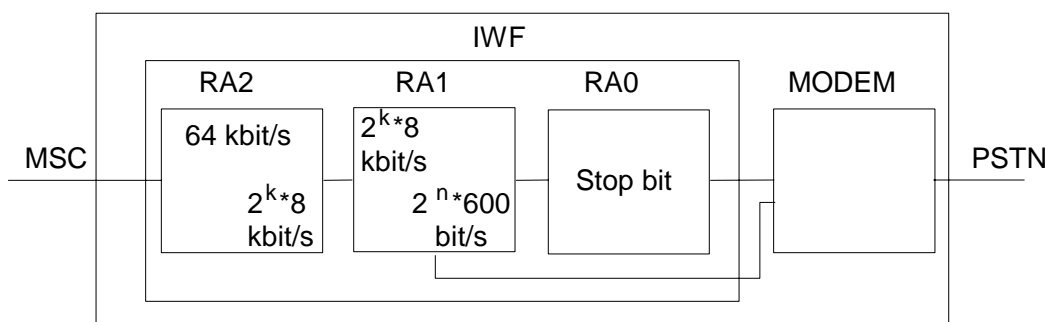 IWF
RA2
RA1
RA0
MODEM
MSC
64 kbit/s
2^k*8
kbit/s
2^k*8
kbit/s
2^n*600
bit/s
Stop bit
PSTN